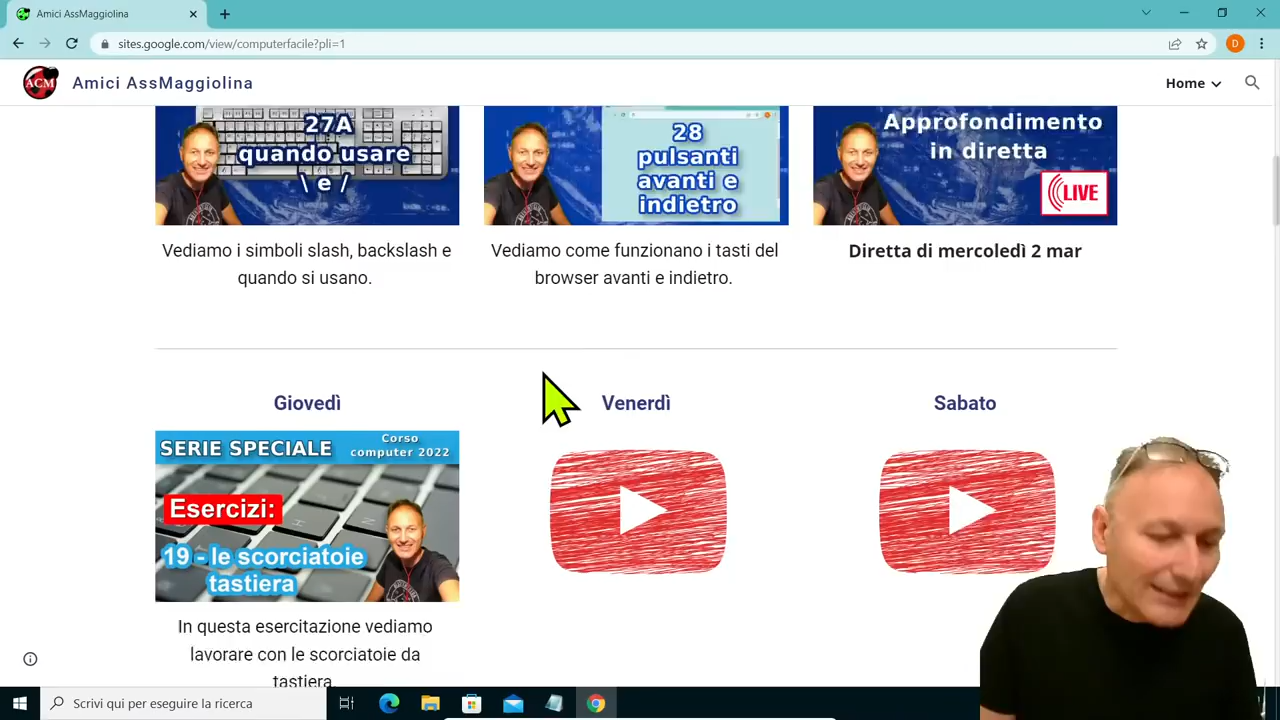 Amici AssMaggiolina
sites.google.com/view/computerfacile?pli=1
D
ACM
Amici AssMaggiolina
Home
27A
quando usare
\ e /
28
pulsanti
avanti e
indietro
Approfondimento
in diretta
LIVE
Vediamo i simboli slash, backslash e
quando si usano.
Vediamo come funzionano i tasti del
browser avanti e indietro.
Diretta di mercoledì 2 mar
Giovedì
Venerdì
Sabato
SERIE SPECIALE
Corso
computer 2022
Esercizi:
19 - le scorciatoie
tastiera
In questa esercitazione vediamo
lavorare con le scorciatoie da
tastiera
Scrivi qui per eseguire la ricerca